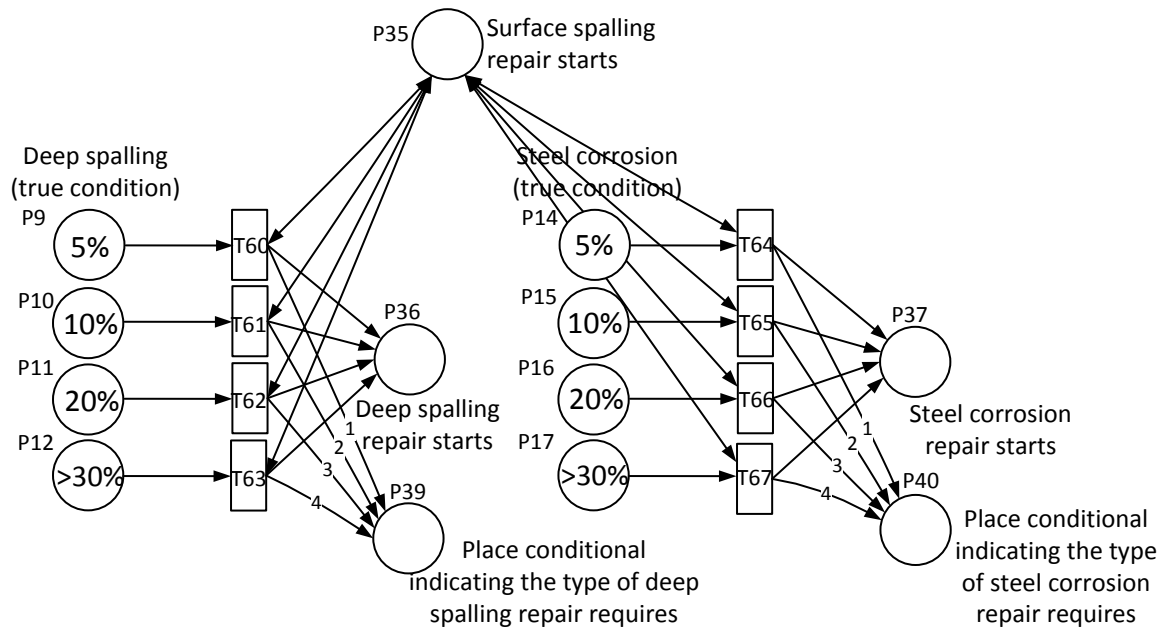 P35
Surface spalling
repair starts
Deep spalling
(true condition)
P9
5%
P10
10%
P11
20%
P12
>30%
T60
T61
T62
T63
P36
Deep spalling
repair starts
1
2
3
4
P39
Place conditional
indicating the type of deep
spalling repair requires
Steel corrosion
(true condition)
P14
5%
P15
10%
P16
20%
P17
>30%
T64
T65
T66
T67
P37
Steel corrosion
repair starts
1
2
3
4
P40
Place conditional
indicating the type
of steel corrosion
repair requires